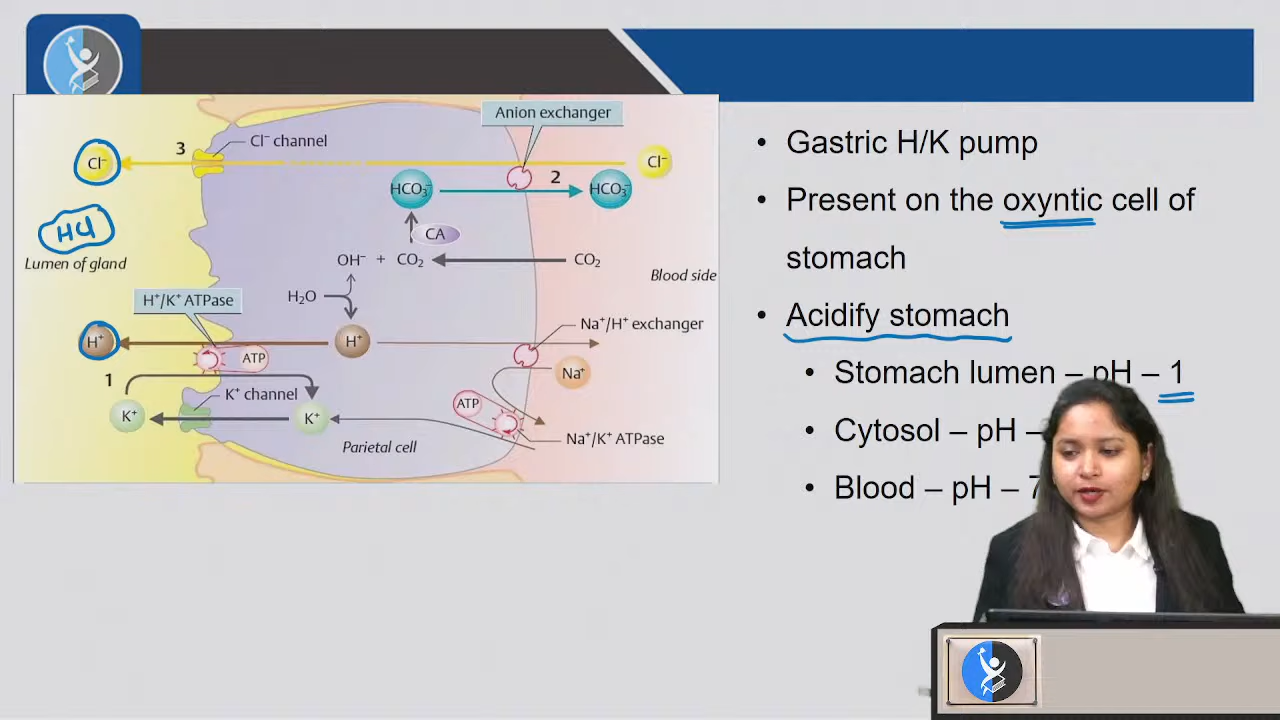 Anion exchanger
Cl⁻ channel
3
Cl⁻
Cl⁻
HCO₃⁻
2
HCO₃⁻
HCl
CA
Lumen of gland
OH⁻ + CO₂
CO₂
Blood side
H⁺/K⁺ ATPase
H₂O
Na⁺/H⁺ exchanger
H⁺
H⁺
ATP
1
Na⁺
K⁺ channel
ATP
K⁺
K⁺
Na⁺/K⁺ ATPase
Parietal cell
• Gastric H/K pump
• Present on the oxyntic cell of
stomach
• Acidify stomach
• Stomach lumen – pH – 1
• Cytosol – pH –
• Blood – pH – 7